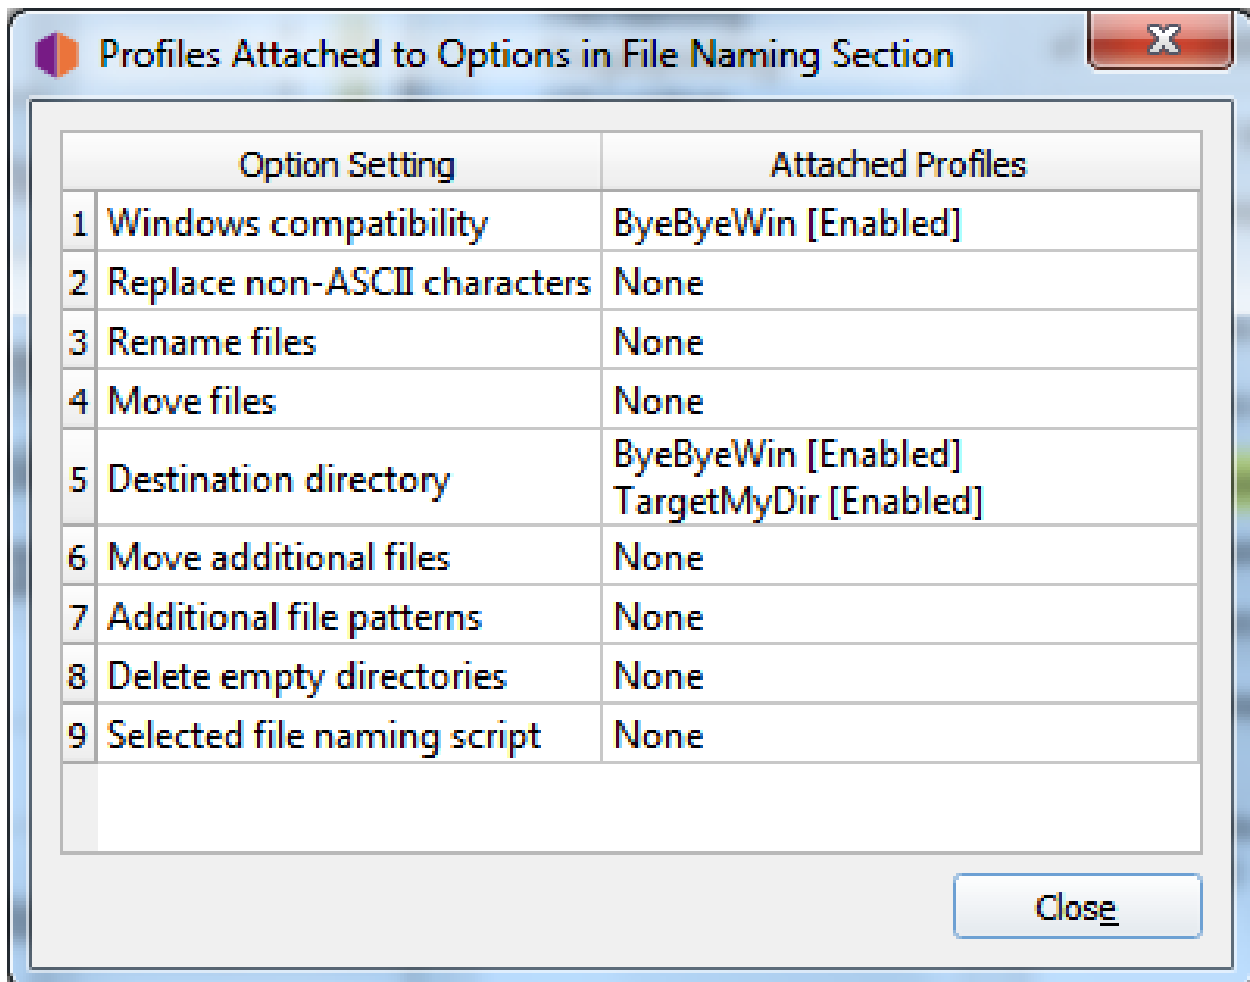 Profiles Attached to Options in File Naming Section
Option Setting Attached Profiles
1 Windows compatibility ByeByeWin [Enabled]
2 Replace non-ASCII characters None
3 Rename files None
4 Move files None
5 Destination directory ByeByeWin [Enabled]
TargetMyDir [Enabled]
6 Move additional files None
7 Additional file patterns None
8 Delete empty directories None
9 Selected file naming script None
Close